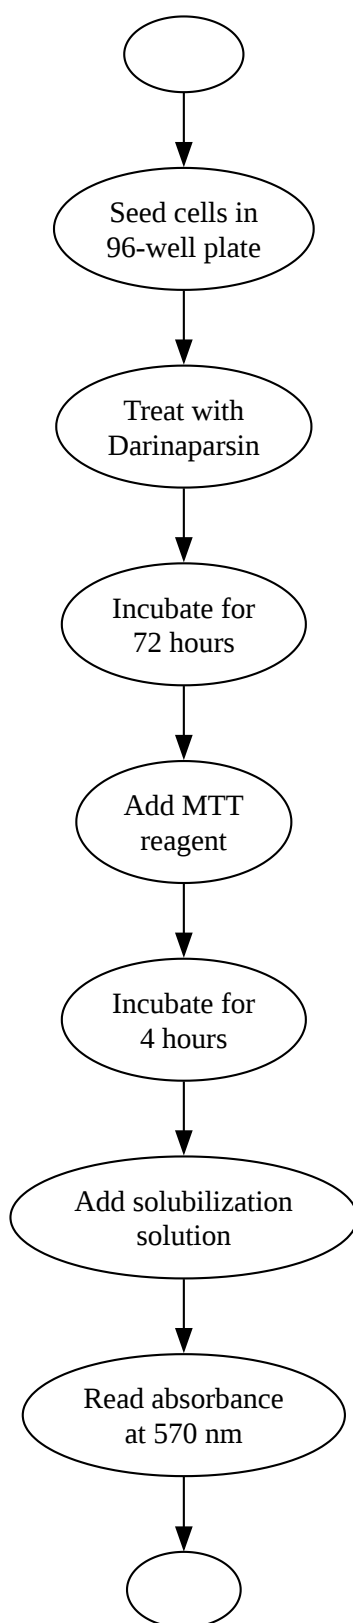 Seed cells in
96-well plate
Treat with
Darinaparsin
Incubate for
72 hours
Add MTT
reagent
Incubate for
4 hours
Add solubilization
solution
Read absorbance
at 570 nm